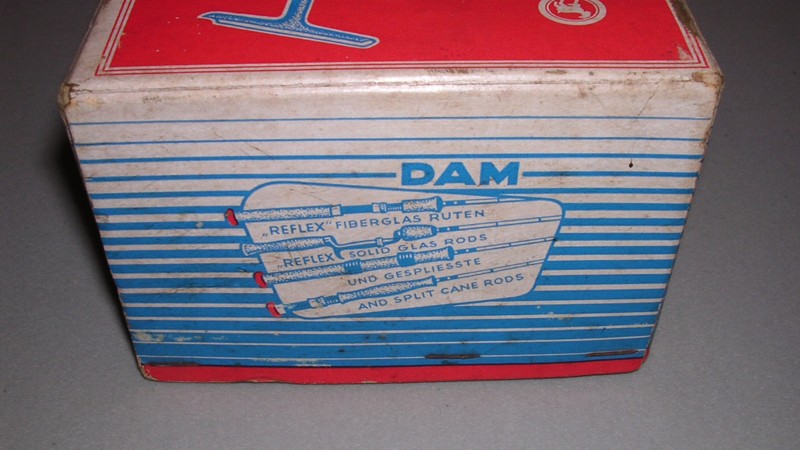 DAM
„REFLEX" FIBERGLAS RUTEN
„REFLEX SOLID GLAS RODS
UND GESPLIESSTE
AND SPLIT CANE RODS